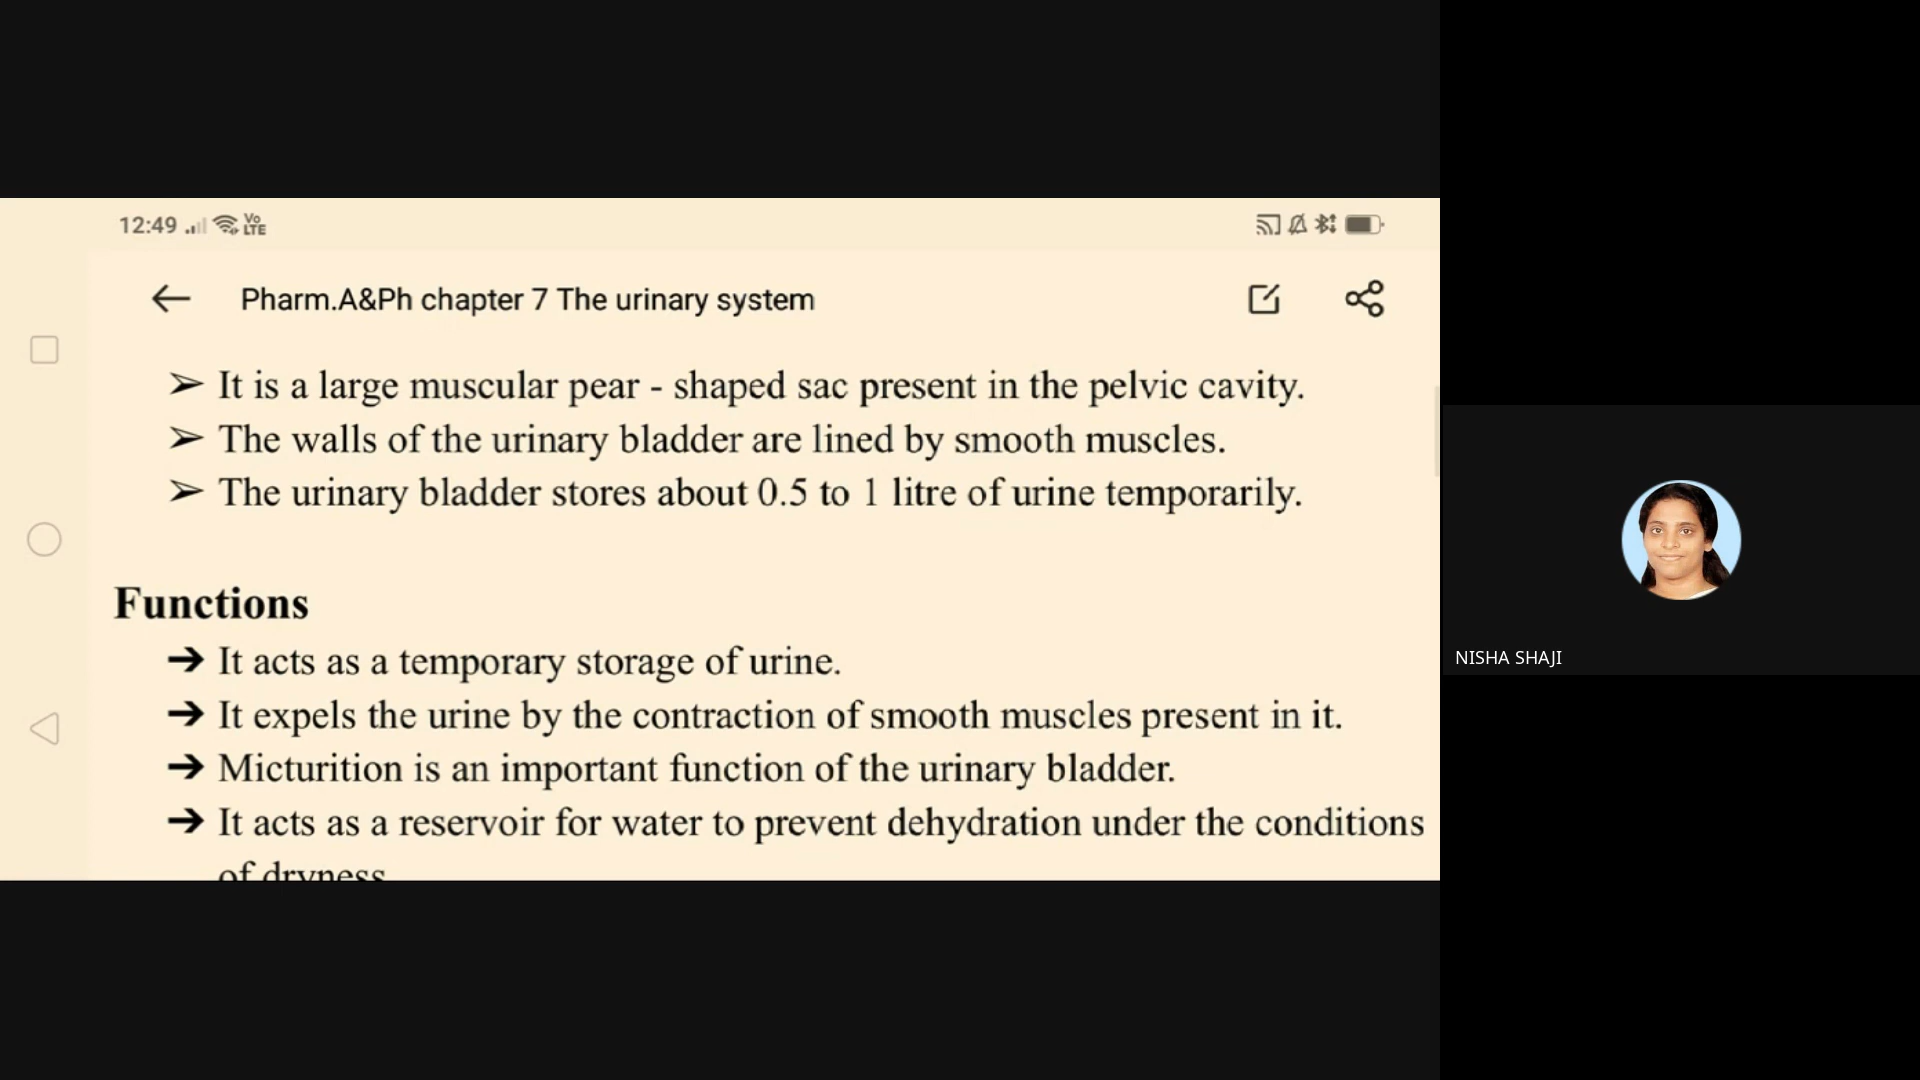 12:49 Vo LTE
Pharm.A&Ph chapter 7 The urinary system
➢ It is a large muscular pear - shaped sac present in the pelvic cavity.
➢ The walls of the urinary bladder are lined by smooth muscles.
➢ The urinary bladder stores about 0.5 to 1 litre of urine temporarily.
Functions
➔ It acts as a temporary storage of urine.
➔ It expels the urine by the contraction of smooth muscles present in it.
➔ Micturition is an important function of the urinary bladder.
➔ It acts as a reservoir for water to prevent dehydration under the conditions
of dryness
NISHA SHAJI